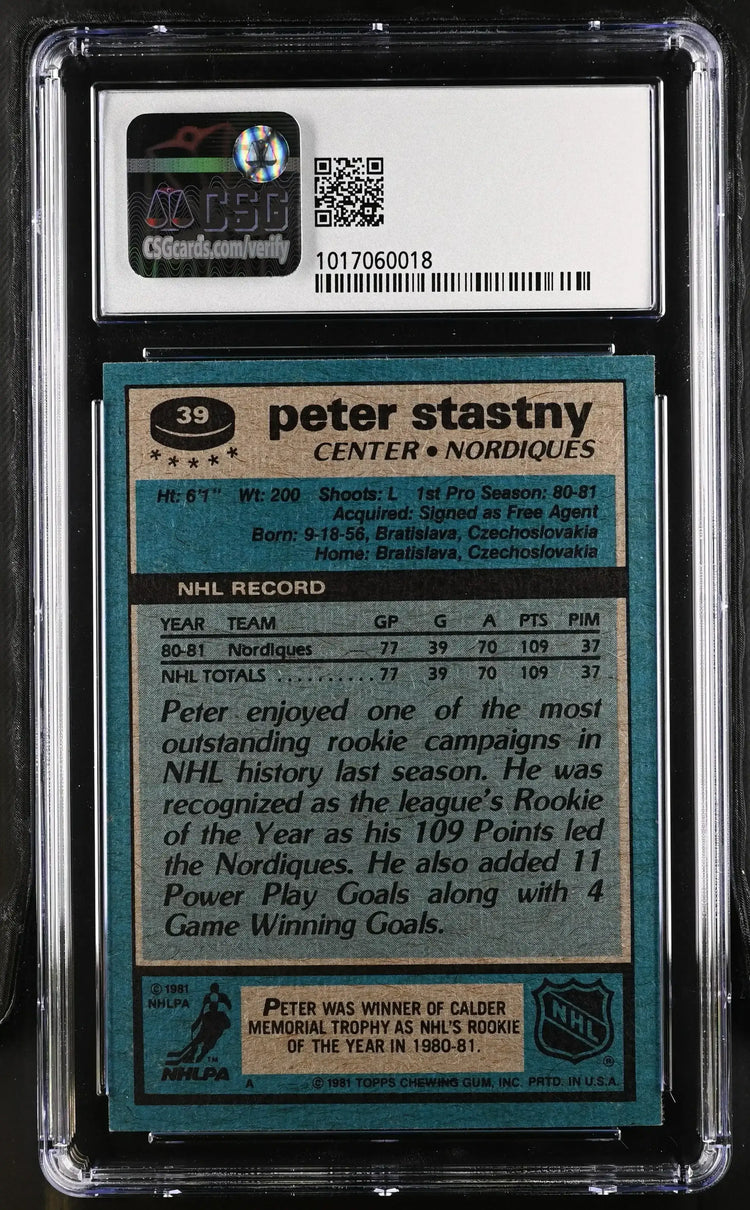 CSG
CSGcards.com/verify
1017060018
39
peter stastny
CENTER • NORDIQUES
Ht: 6'1" Wt: 200 Shoots: L 1st Pro Season: 80-81
Acquired: Signed as Free Agent
Born: 9-18-56, Bratislava, Czechoslovakia
Home: Bratislava, Czechoslovakia
NHL RECORD
YEAR TEAM GP G A PTS PIM
80-81 Nordiques 77 39 70 109 37
NHL TOTALS .......... 77 39 70 109 37
Peter enjoyed one of the most
outstanding rookie campaigns in
NHL history last season. He was
recognized as the league's Rookie
of the Year as his 109 Points led
the Nordiques. He also added 11
Power Play Goals along with 4
Game Winning Goals.
© 1981
NHLPA
TM
NHLPA
PETER WAS WINNER OF CALDER
MEMORIAL TROPHY AS NHL'S ROOKIE
OF THE YEAR IN 1980-81.
NHL
®
A © 1981 TOPPS CHEWING GUM, INC. PRTD. IN U.S.A.